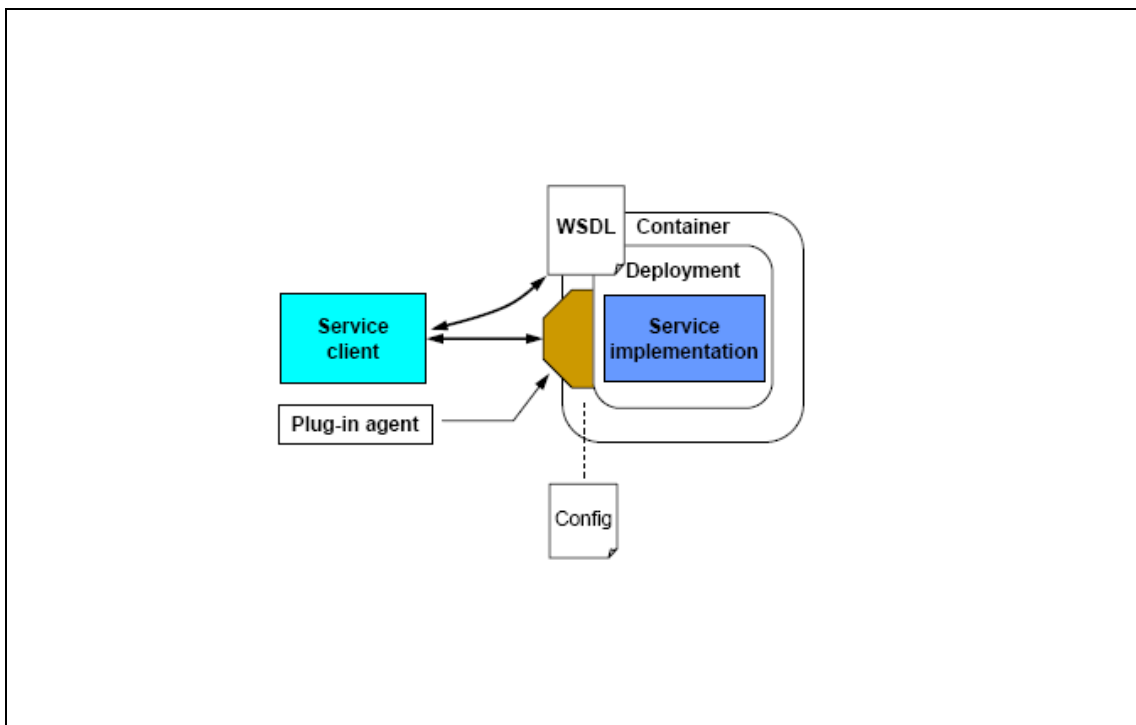 WSDL
Container
Deployment
Service
client
Service
implementation
Plug-in agent
Config